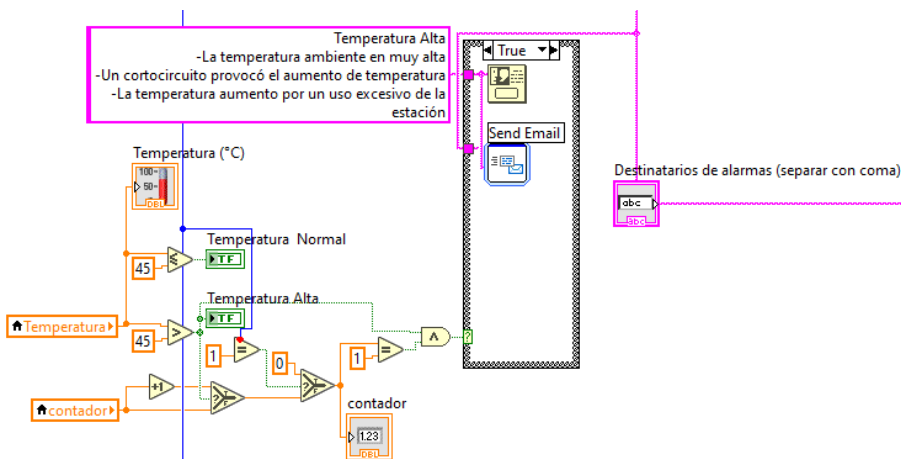 Temperatura Alta
-La temperatura ambiente en muy alta
-Un cortocircuito provocó el aumento de temperatura
-La temperatura aumento por un uso excesivo de la
estación
True
Send Email
Destinatarios de alarmas (separar con coma)
abc
abc
Temperatura (°C)
100-
50-
DBL
Temperatura Normal
TF
45
Temperatura Alta
TF
Temperatura
45
1
0
1
+1
contador
contador
1.23
DBL